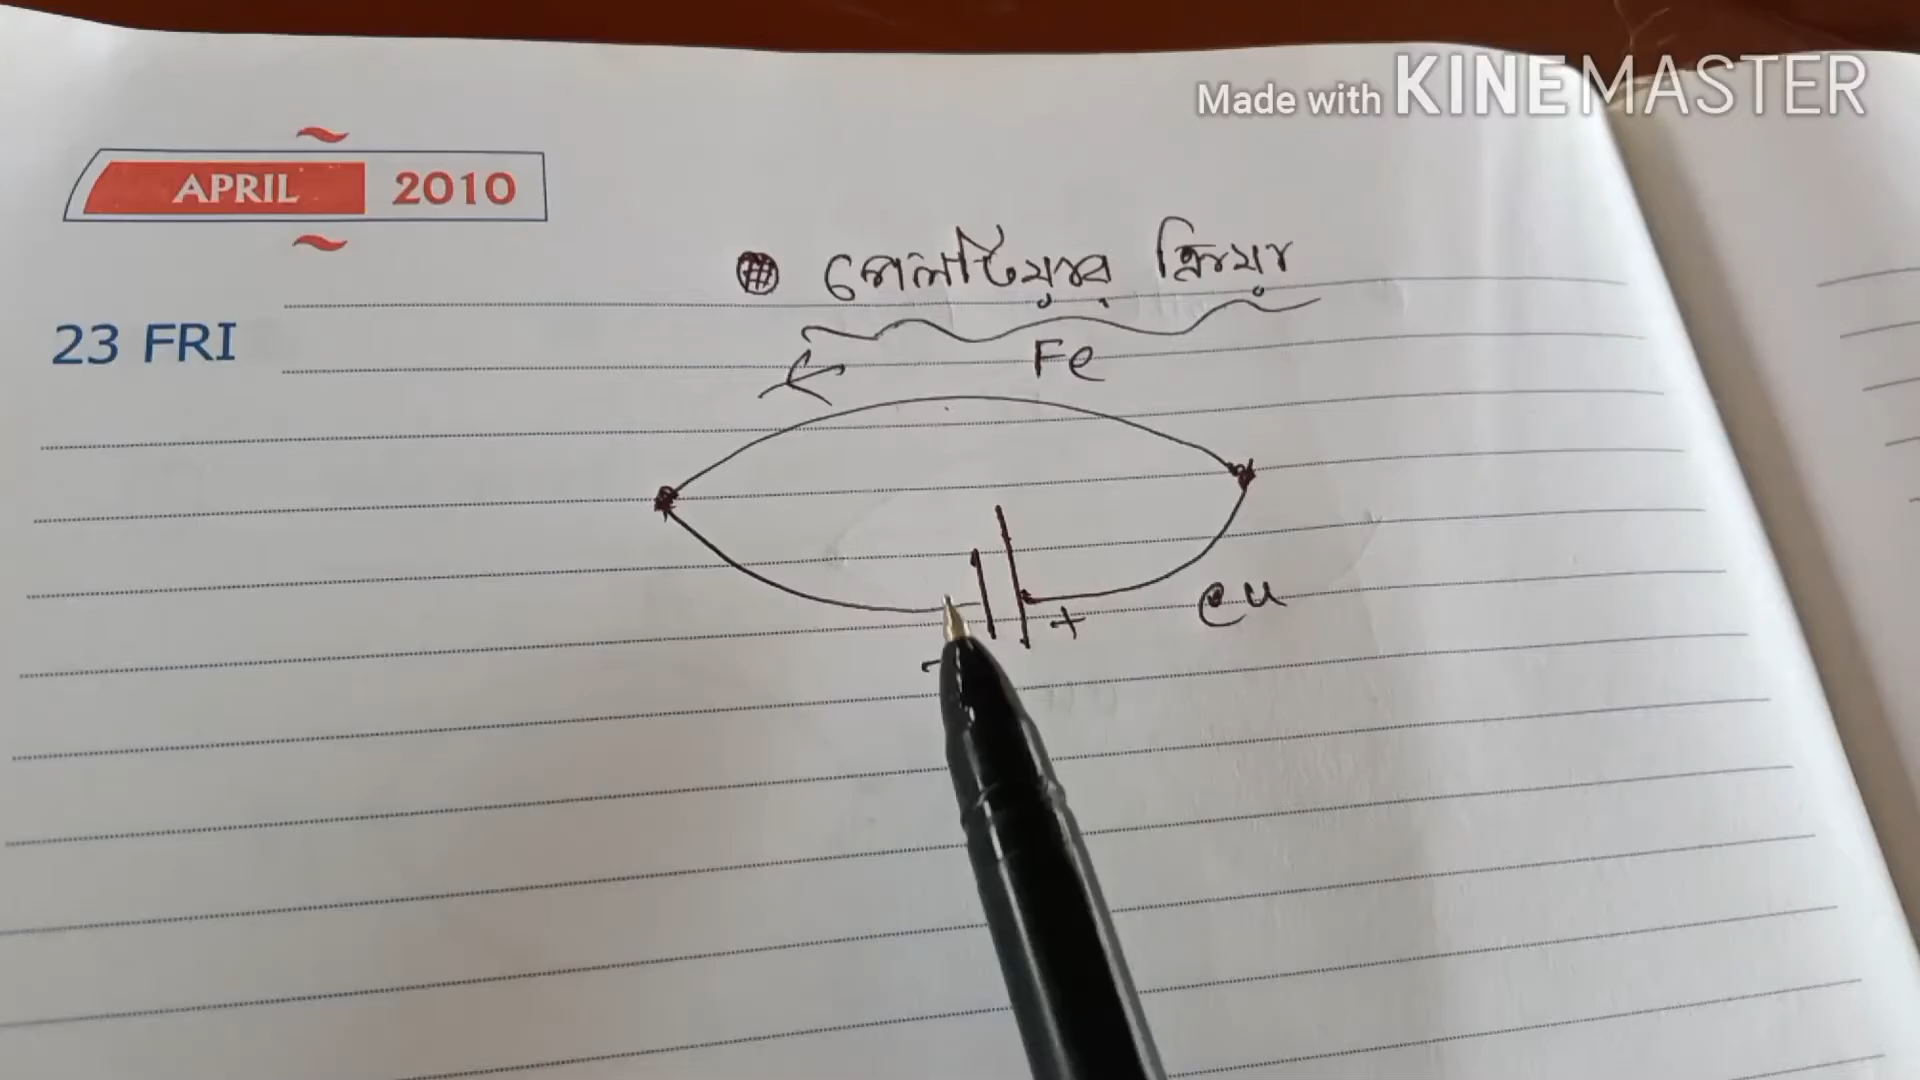 Made with KINEMASTER
APRIL 2010
23 FRI
পেলটিয়ার ক্রিয়া
Fe
+
Cu
-